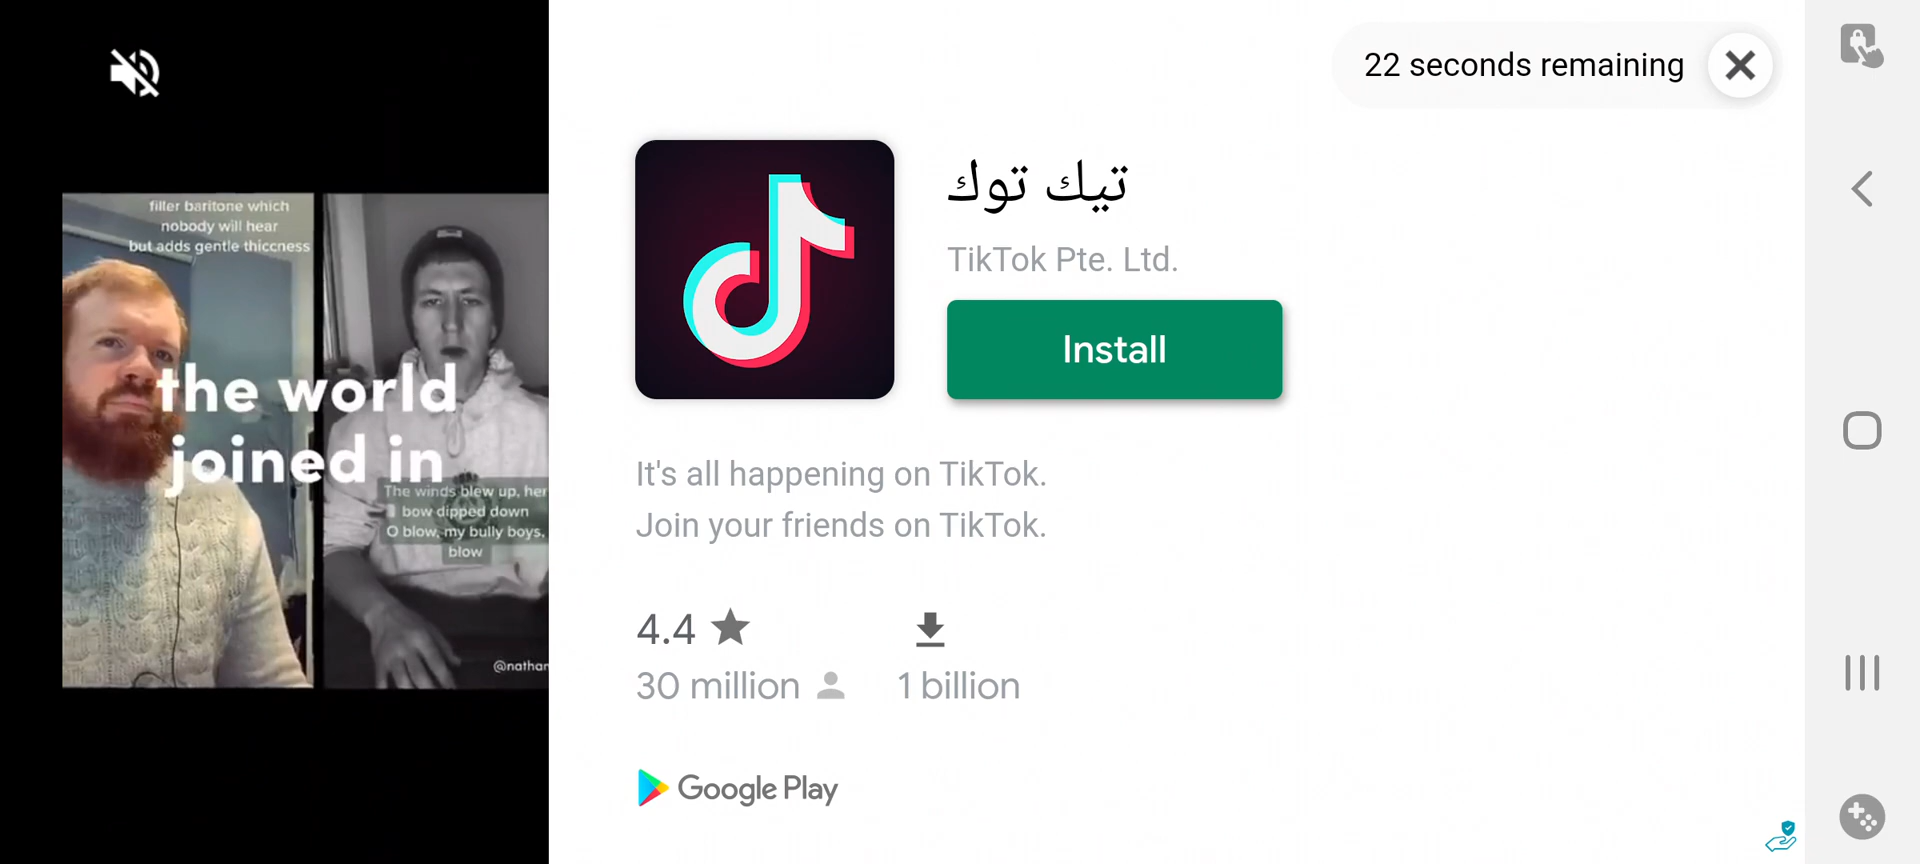 filler baritone which
nobody will hear
but adds gentle thiccness
the world
joined in
The winds blew up, her
bow dipped down
O blow, my bully boys,
blow
@nathan
22 seconds remaining
تيك توك
TikTok Pte. Ltd.
Install
It's all happening on TikTok.
Join your friends on TikTok.
4.4
30 million
1 billion
Google Play